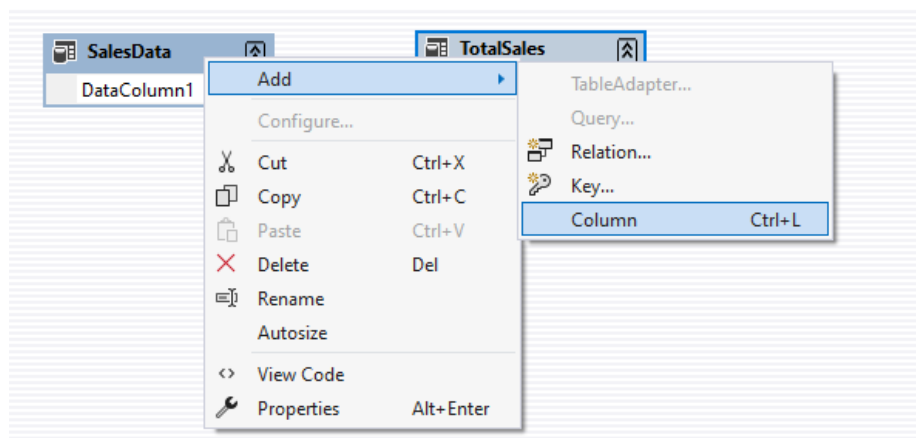 SalesData
TotalSales
DataColumn1
Add
Configure...
Cut Ctrl+X
Copy Ctrl+C
Paste Ctrl+V
Delete Del
Rename
Autosize
View Code
Properties Alt+Enter
TableAdapter...
Query...
Relation...
Key...
Column Ctrl+L